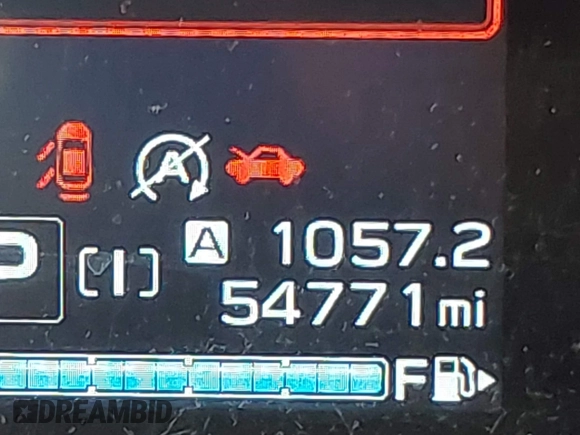 A
P [I] A 1057.2
54771 mi
F
DREAMBID